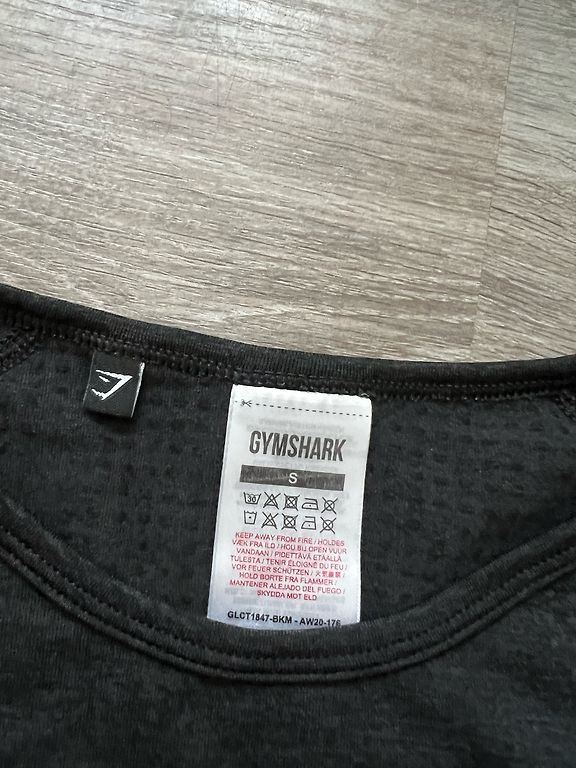 GYMSHARK
S
30
KEEP AWAY FROM FIRE / HOLDES
VÆK FRA ILD / HOU BIJ OPEN VUUR
VANDAAN / PIDETTÄVÄ ETÄÄLLÄ
TULESTA / TENIR ÉLOIGNÉ DU FEU /
VOR FEUER SCHÜTZEN / 火気厳禁 /
HOLD BORTE FRA FLAMMER /
MANTENER ALEJADO DEL FUEGO /
SKYDDA MOT ELD
GLCT1847-BKM - AW20-176